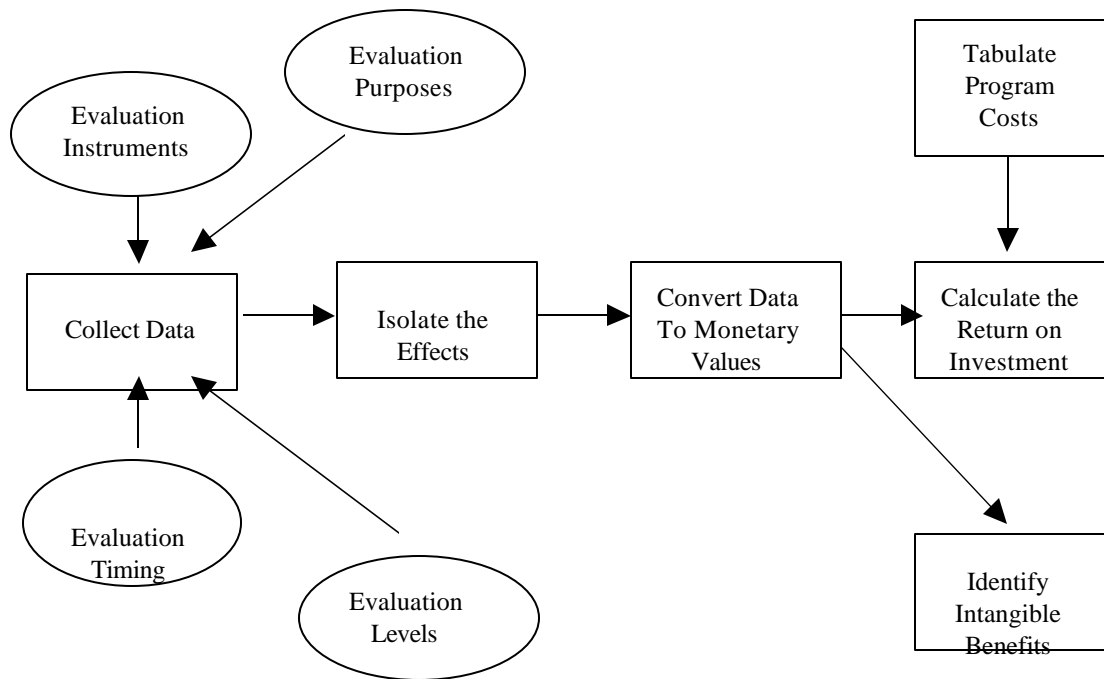 Evaluation
Instruments
Evaluation
Purposes
Tabulate
Program
Costs
Collect Data
Isolate the
Effects
Convert Data
To Monetary
Values
Calculate the
Return on
Investment
Evaluation
Timing
Evaluation
Levels
Identify
Intangible
Benefits